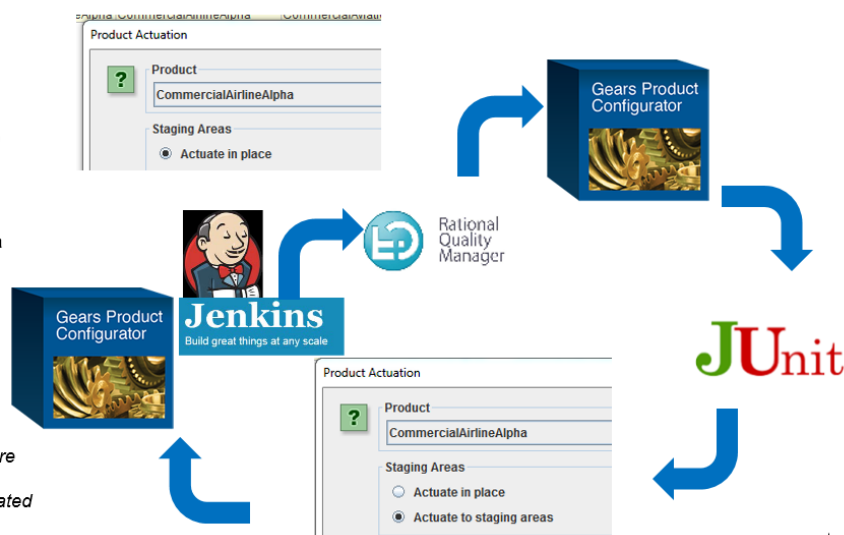 CommercialAirlineAlpha
Product Actuation
?
Product
CommercialAirlineAlpha
Staging Areas
Actuate in place
Gears Product
Configurator
Rational
Quality
Manager
Jenkins
Build great things at any scale
Gears Product
Configurator
JUnit
Product Actuation
?
Product
CommercialAirlineAlpha
Staging Areas
Actuate in place
Actuate to staging areas